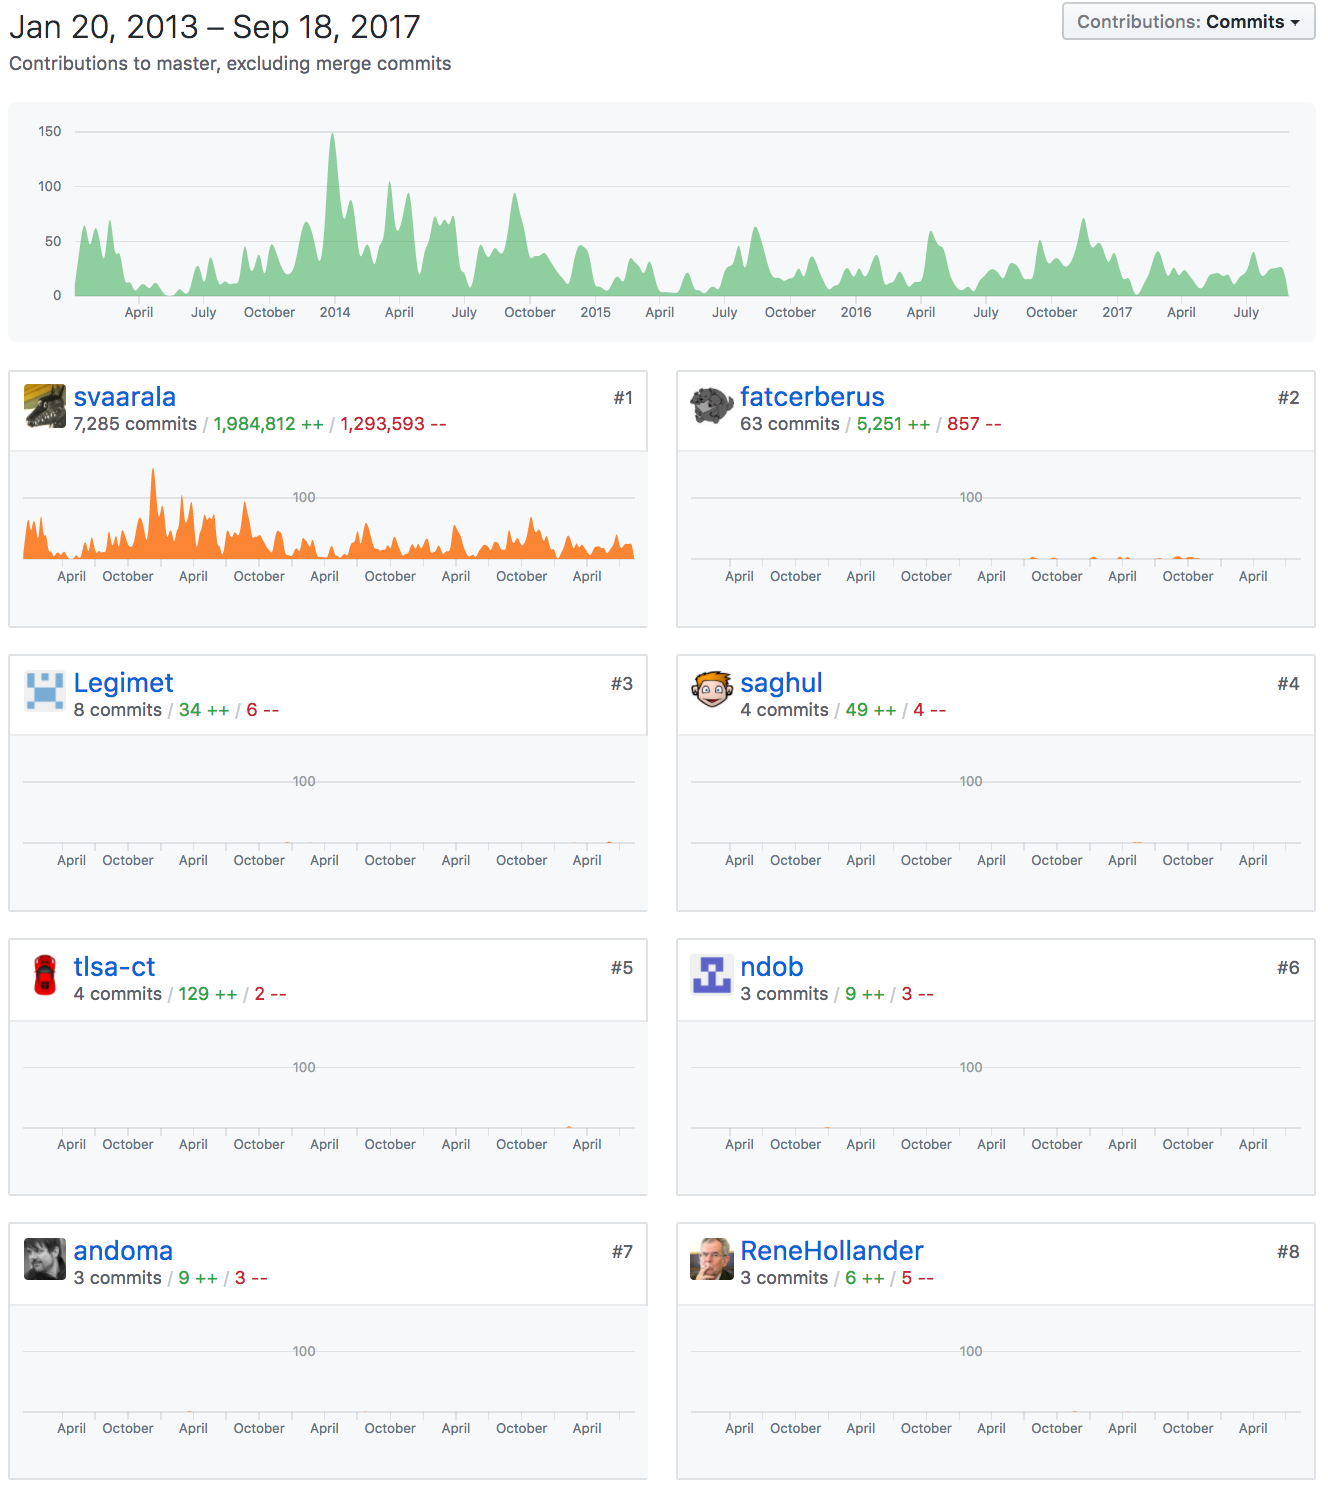 Jan 20, 2013 – Sep 18, 2017
Contributions: Commits
Contributions to master, excluding merge commits
150
100
50
0
April July October 2014 April July October 2015 April July October 2016 April July October 2017 April July
svaarala #1
7,285 commits / 1,984,812 ++ / 1,293,593 --
100
April October April October April October April October April
fatcerberus #2
63 commits / 5,251 ++ / 857 --
100
April October April October April October April October April
Legimet #3
8 commits / 34 ++ / 6 --
100
April October April October April October April October April
saghul #4
4 commits / 49 ++ / 4 --
100
April October April October April October April October April
tlsa-ct #5
4 commits / 129 ++ / 2 --
100
April October April October April October April October April
ndob #6
3 commits / 9 ++ / 3 --
100
April October April October April October April October April
andoma #7
3 commits / 9 ++ / 3 --
100
April October April October April October April October April
ReneHollander #8
3 commits / 6 ++ / 5 --
100
April October April October April October April October April